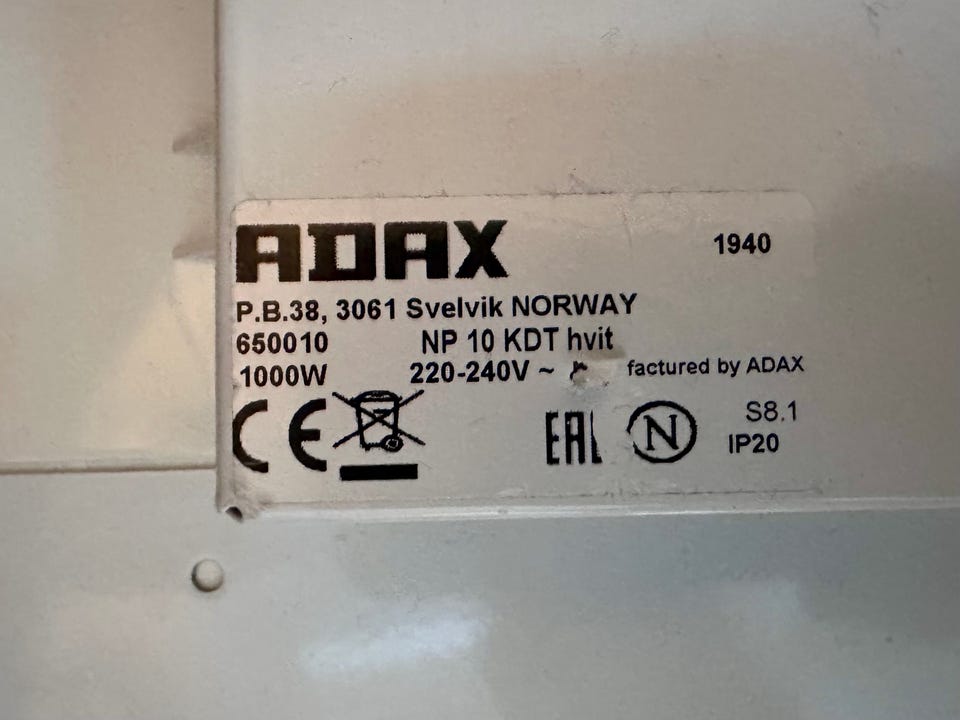 ADAX 1940
P.B.38, 3061 Svelvik NORWAY
650010 NP 10 KDT hvit
1000W 220-240V ~ factured by ADAX
CE EAC N S8.1
IP20